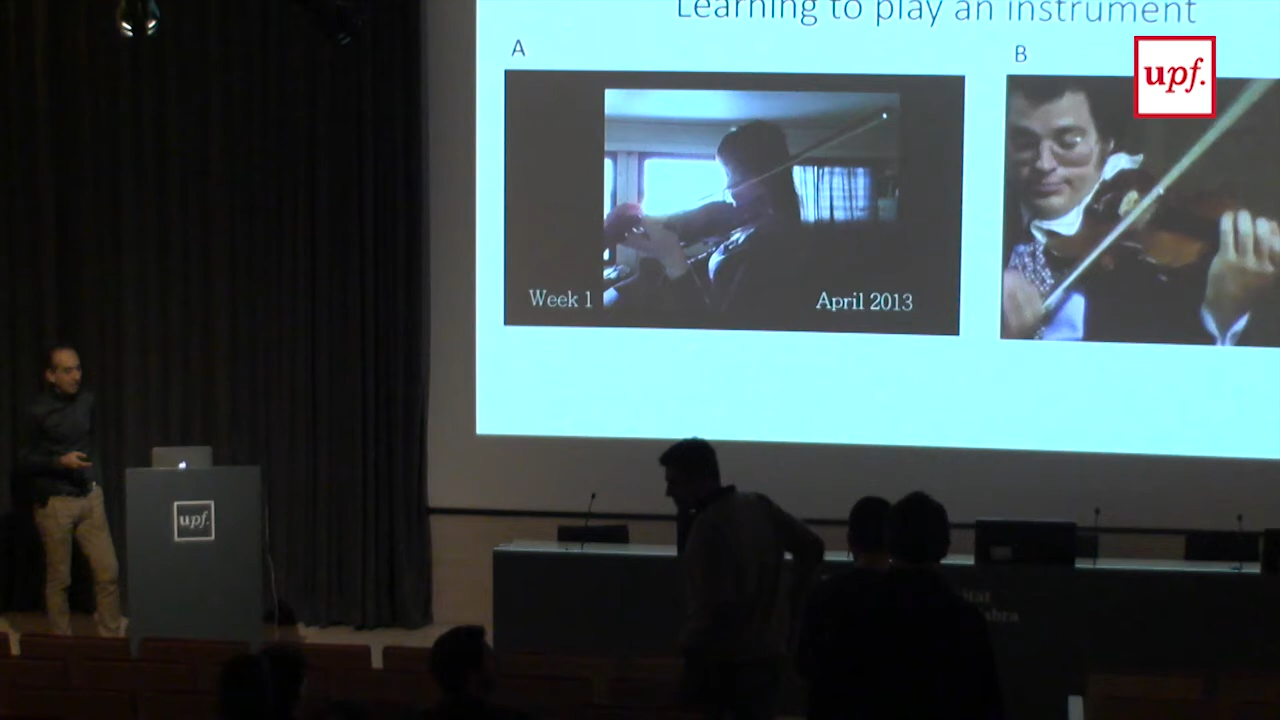 Learning to play an instrument
A
B
upf.
Week 1
April 2013
upf.